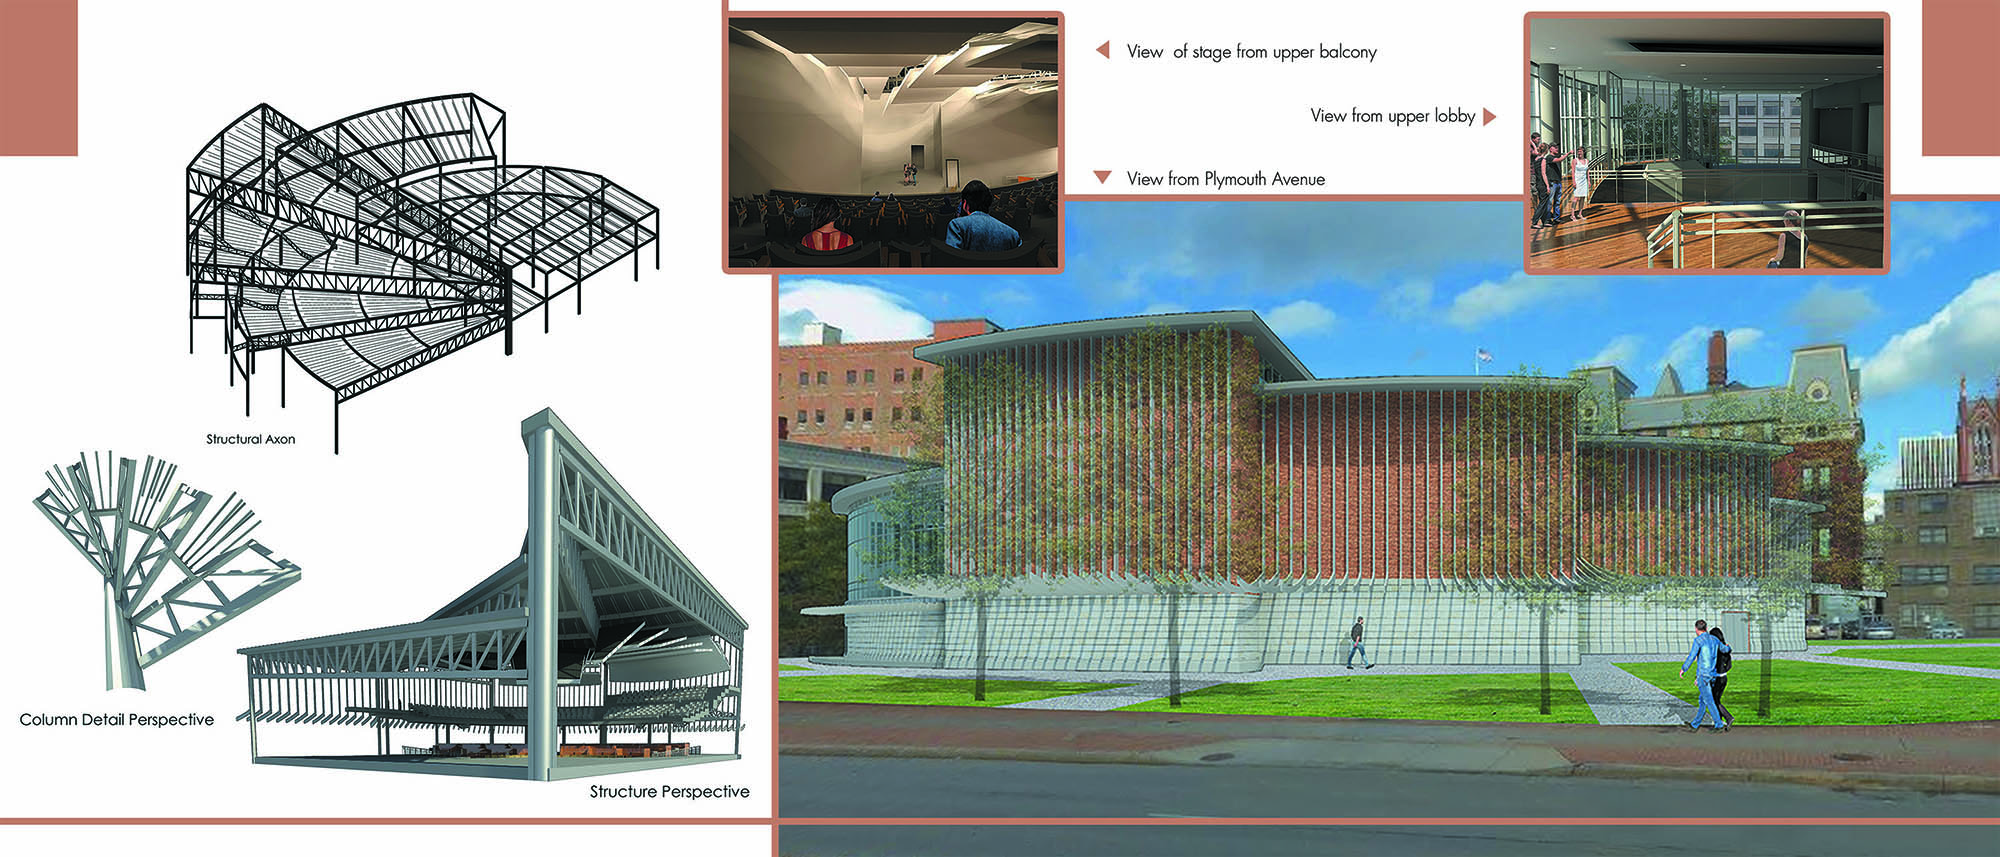 View of stage from upper balcony
View from upper lobby
View from Plymouth Avenue
Structural Axon
Column Detail Perspective
Structure Perspective